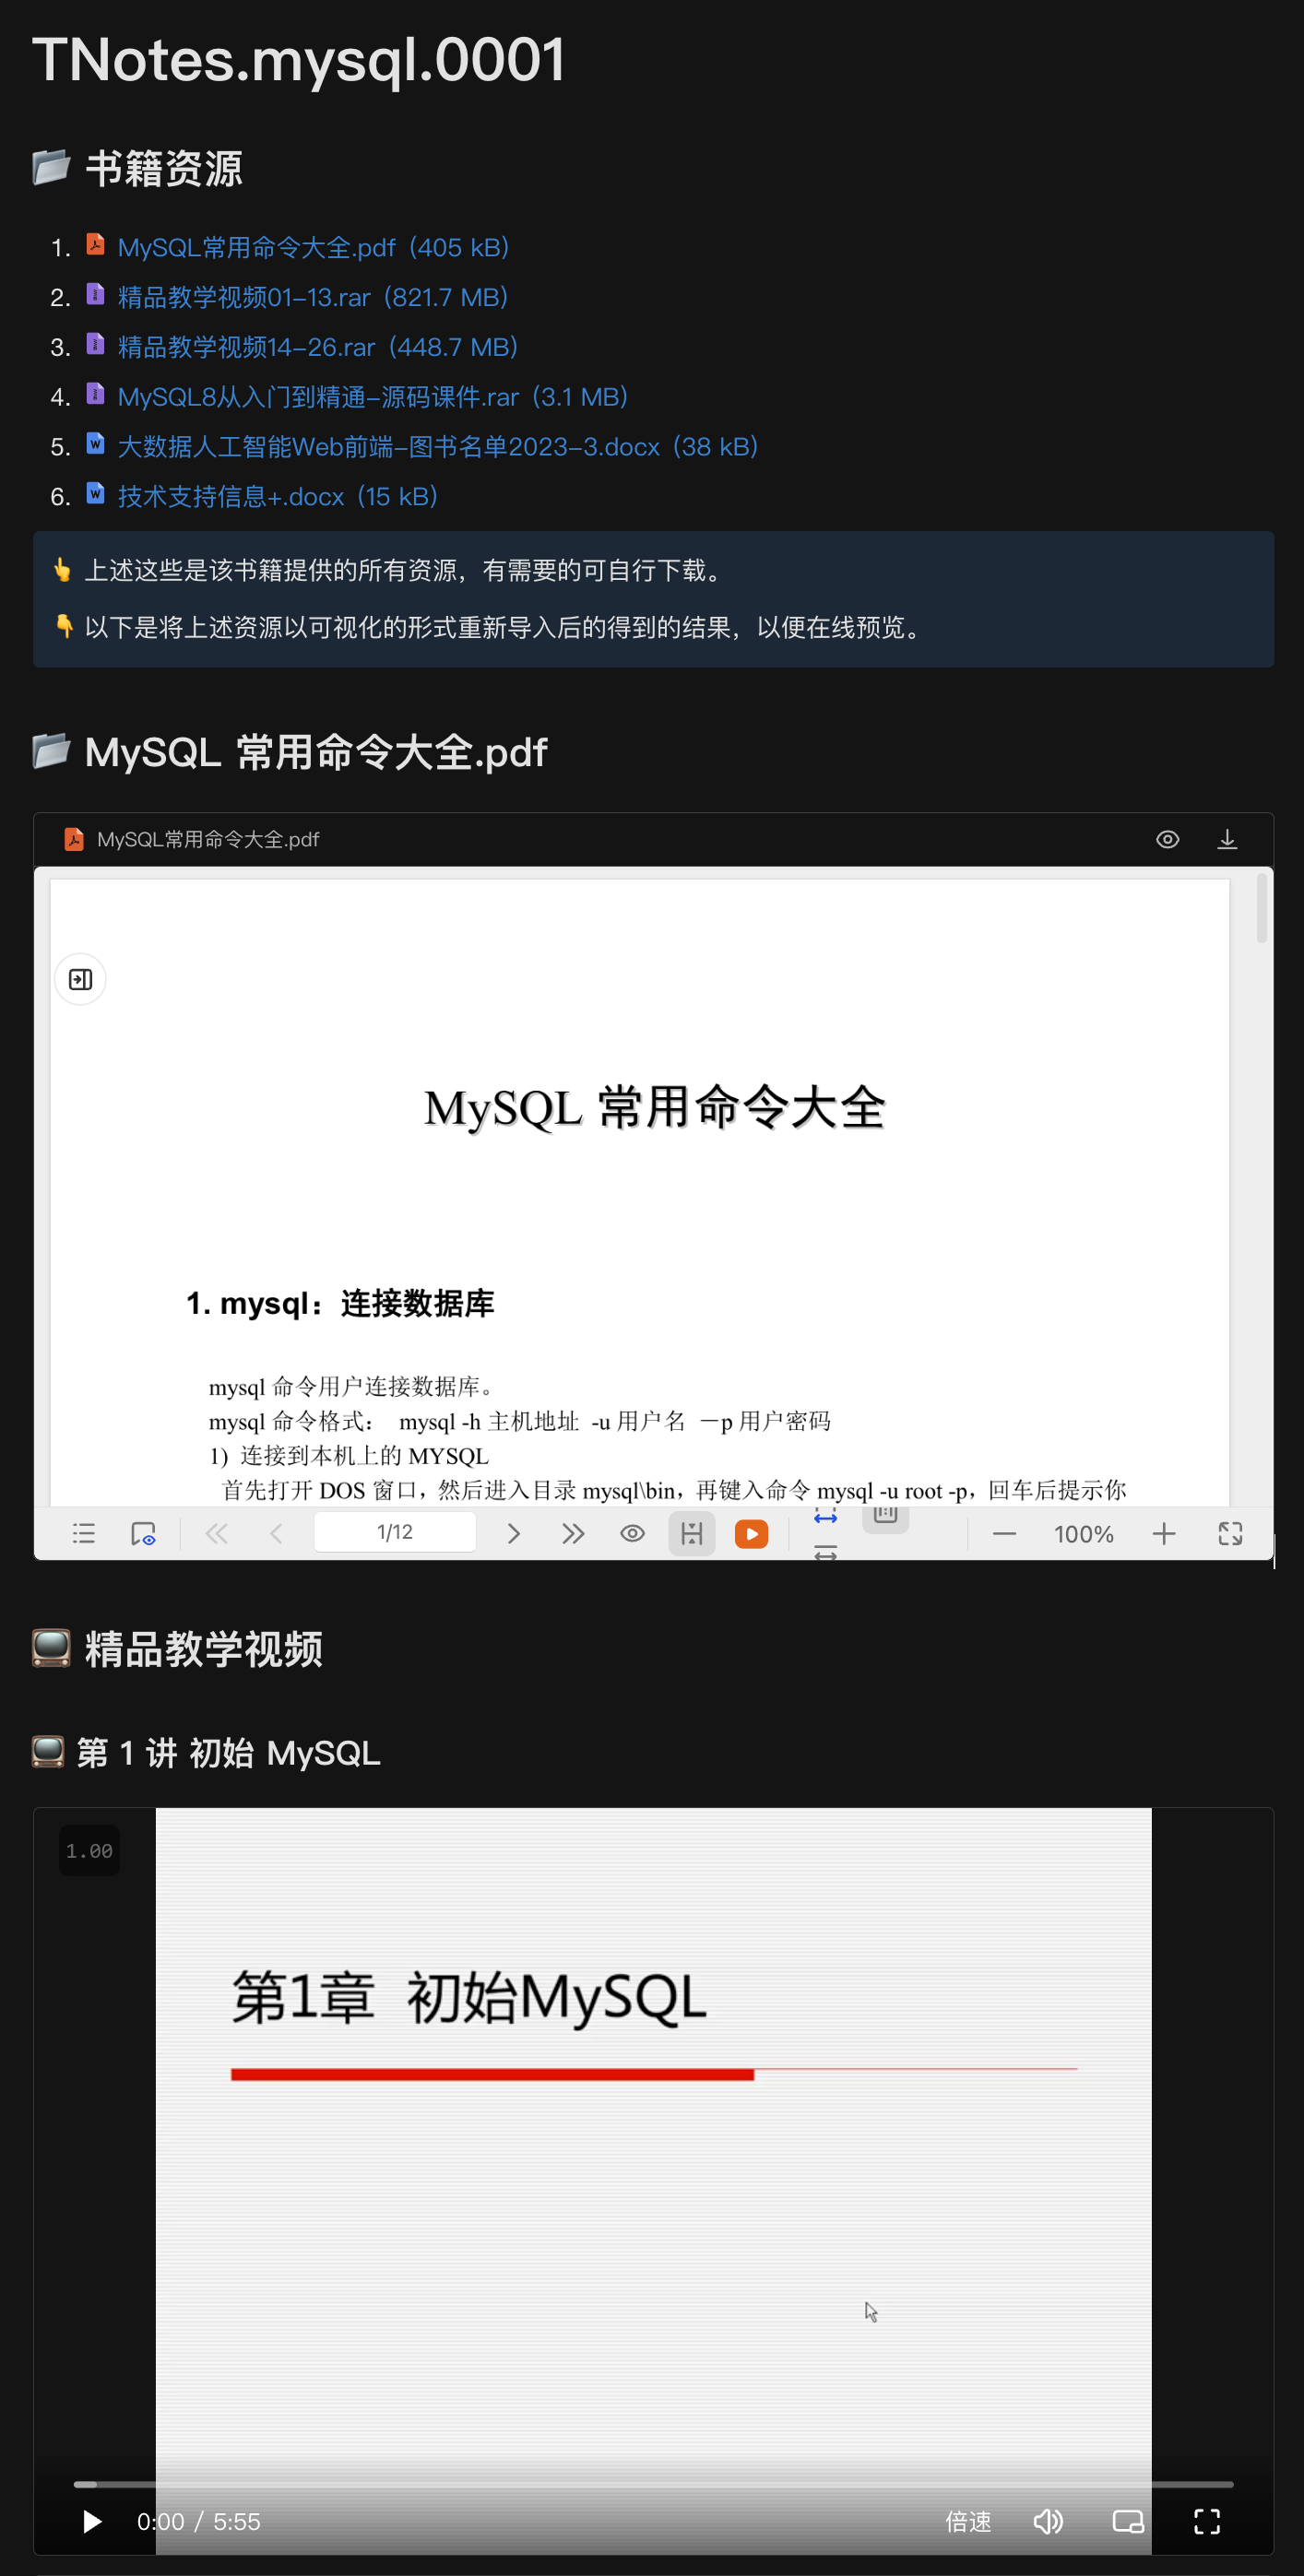 TNotes.mysql.0001
书籍资源
1. MySQL常用命令大全.pdf (405 kB)
2. 精品教学视频01-13.rar (821.7 MB)
3. 精品教学视频14-26.rar (448.7 MB)
4. MySQL8从入门到精通-源码课件.rar (3.1 MB)
5. 大数据人工智能Web前端-图书名单2023-3.docx (38 kB)
6. 技术支持信息+.docx (15 kB)
👆 上述这些是该书籍提供的所有资源，有需要的可自行下载。
👇 以下是将上述资源以可视化的形式重新导入后的得到的结果，以便在线预览。
MySQL 常用命令大全.pdf
MySQL常用命令大全.pdf
MySQL 常用命令大全
1. mysql：连接数据库
mysql 命令用户连接数据库。
mysql 命令格式： mysql -h 主机地址 -u 用户名 －p 用户密码
1) 连接到本机上的 MYSQL
首先打开 DOS 窗口，然后进入目录 mysql\bin，再键入命令 mysql -u root -p，回车后提示你
1/12
100%
精品教学视频
第 1 讲 初始 MySQL
1.00
第1章 初始MySQL
0:00 / 5:55
倍速